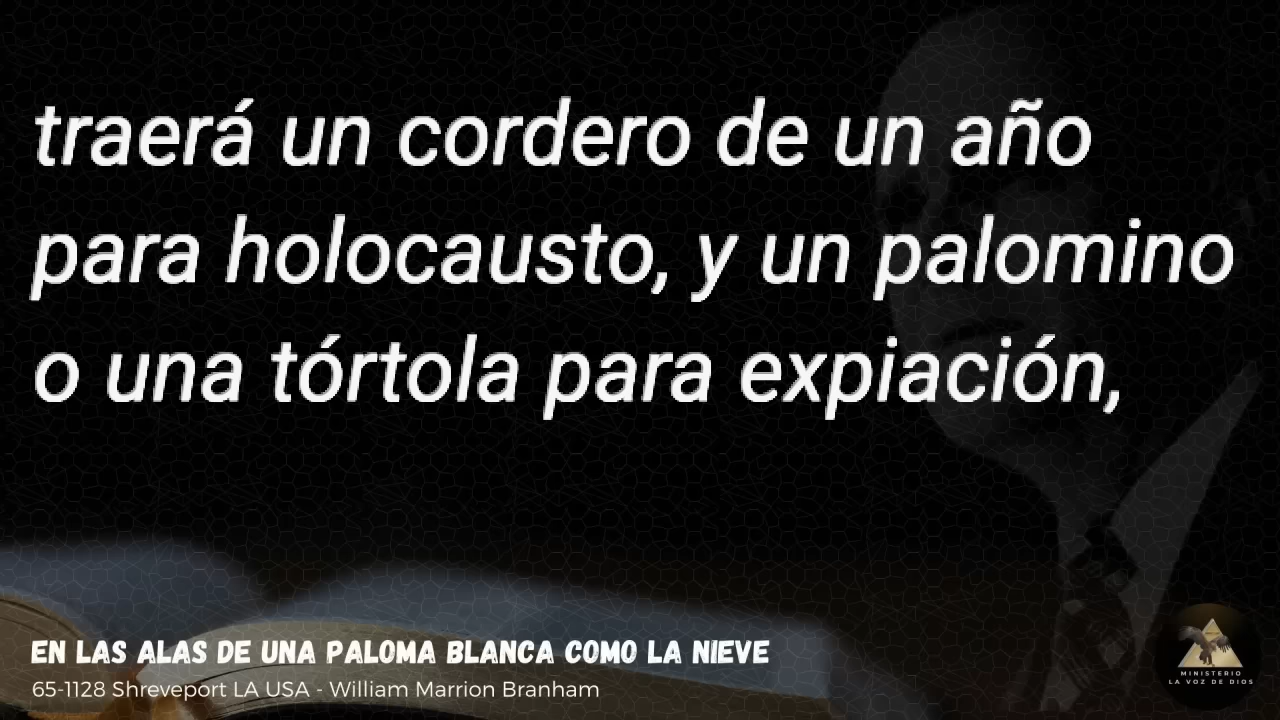 traerá un cordero de un año
para holocausto, y un palomino
o una tórtola para expiación,
EN LAS ALAS DE UNA PALOMA BLANCA COMO LA NIEVE
65-1128 Shreveport LA USA - William Marrion Branham
MINISTERIO
LA VOZ DE DIOS